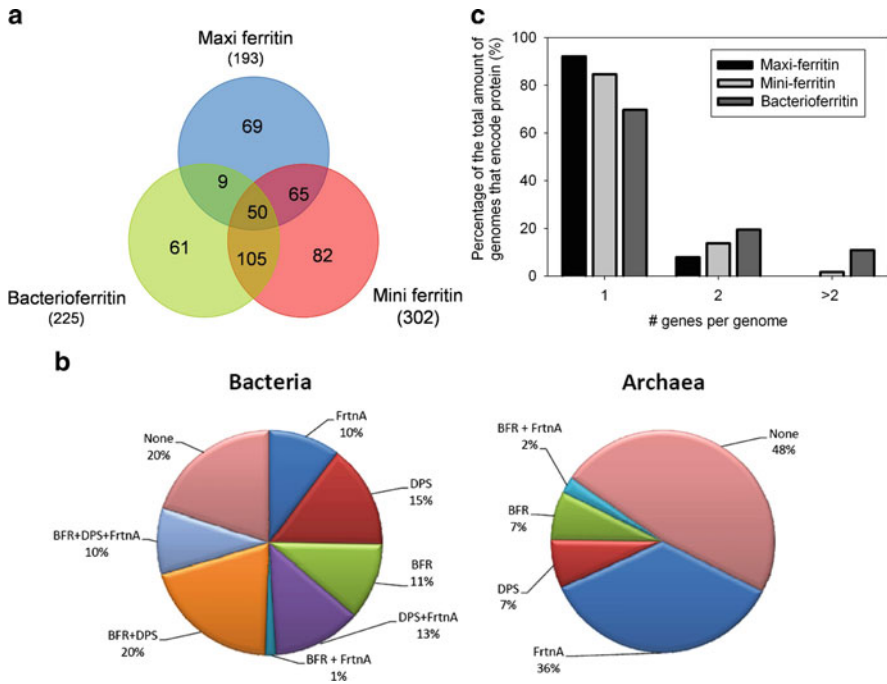 a
Maxi ferritin
(193)
69
9
50
65
61
105
82
Bacterioferritin
(225)
Mini ferritin
(302)
c
Percentage of the total amount of
genomes that encode protein (%)
100
80
60
40
20
0
Maxi-ferritin
Mini-ferritin
Bacterioferritin
1
2
>2
# genes per genome
b
Bacteria
FrtnA
10%
DPS
15%
BFR
11%
DPS+FrtnA
13%
BFR + FrtnA
1%
BFR+DPS
20%
BFR+DPS+FrtnA
10%
None
20%
Archaea
BFR + FrtnA
2%
None
48%
BFR
7%
DPS
7%
FrtnA
36%